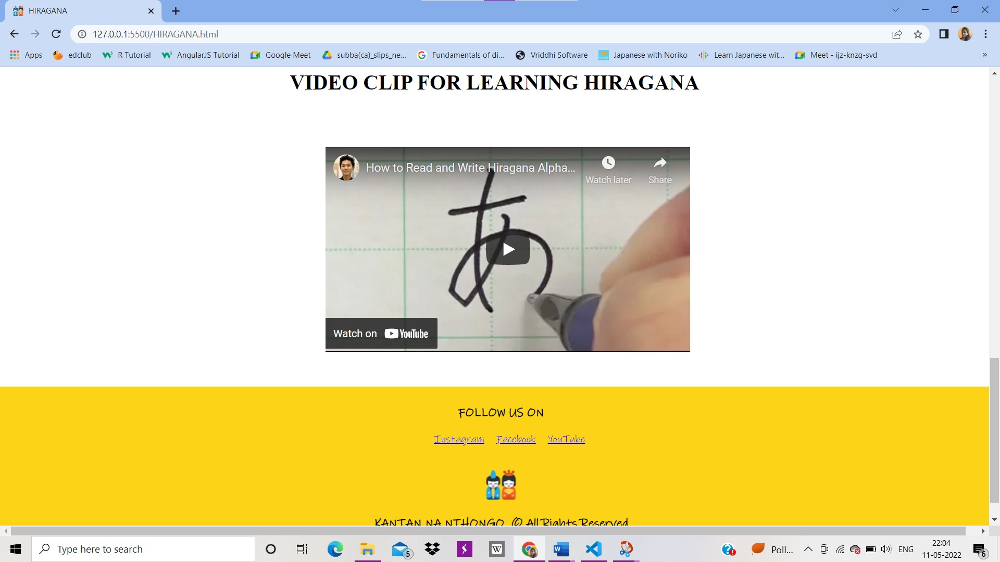 HIRAGANA
127.0.0.1:5500/HIRAGANA.html
Apps edclub R Tutorial AngularJS Tutorial Google Meet subba(ca)_slips_ne... Fundamentals of di... Vriddhi Software Japanese with Noriko Learn Japanese wit... Meet - ijz-knzg-svd »
VIDEO CLIP FOR LEARNING HIRAGANA
How to Read and Write Hiragana Alpha...
Watch later Share
あ
Watch on YouTube
FOLLOW US ON
Instagram Facebook YouTube
KANTAN NA NIHONGO © All Rights Reserved
Type here to search
5
W
W
Poll...
ENG
22:04
11-05-2022
6